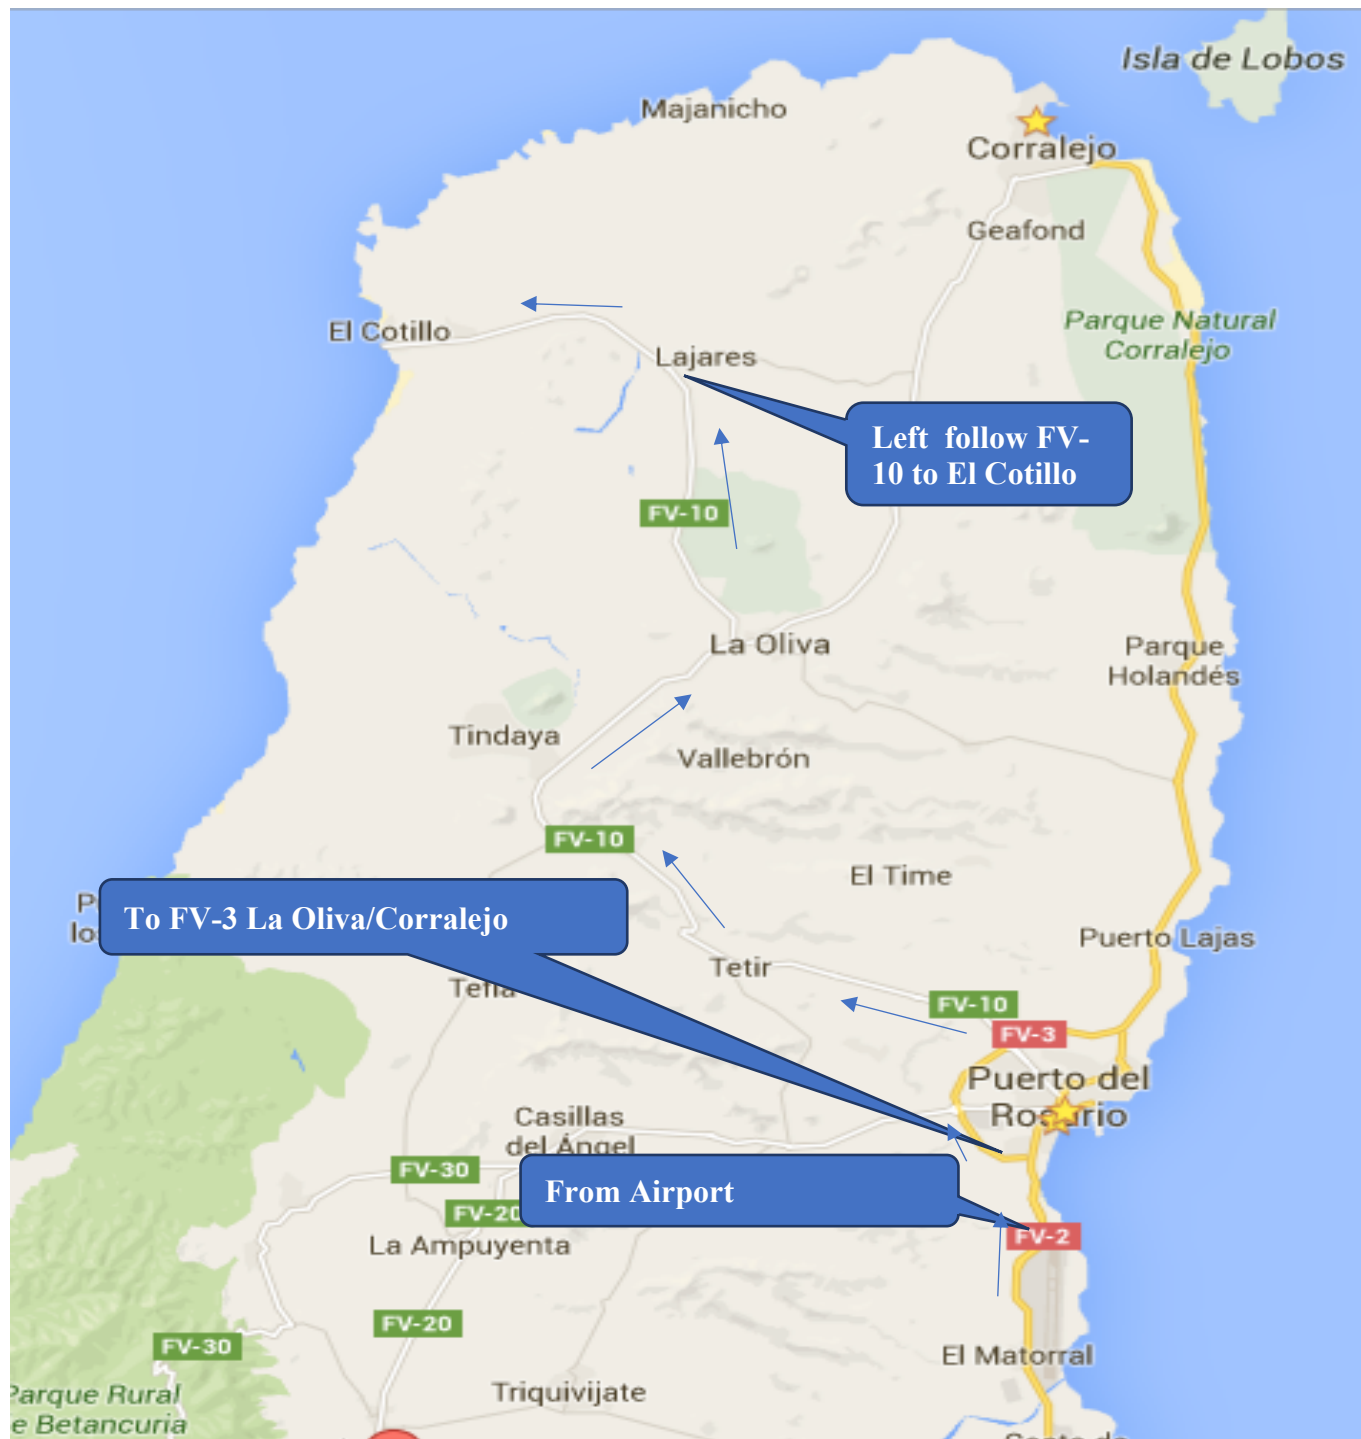 Isla de Lobos
Majanicho
Corralejo
Geafond
Parque Natural
Corralejo
El Cotillo
Lajares
Left follow FV-
10 to El Cotillo
FV-10
La Oliva
Parque
Holandés
Tindaya
Vallebrón
FV-10
El Time
To FV-3 La Oliva/Corralejo
Puerto Lajas
Tetir
Tefía
FV-10
FV-3
Puerto del
Rosario
Casillas
del Ángel
FV-30
From Airport
FV-20
FV-2
La Ampuyenta
FV-20
FV-30
El Matorral
Parque Rural
e Betancuria
Triquivijate